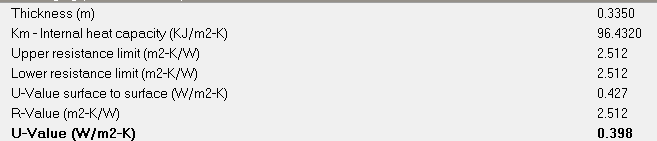 Thickness (m) 0.3350
Km - Internal heat capacity (KJ/m2-K) 96.4320
Upper resistance limit (m2-K/W) 2.512
Lower resistance limit (m2-K/W) 2.512
U-Value surface to surface (W/m2-K) 0.427
R-Value (m2-K/W) 2.512
U-Value (W/m2-K) 0.398